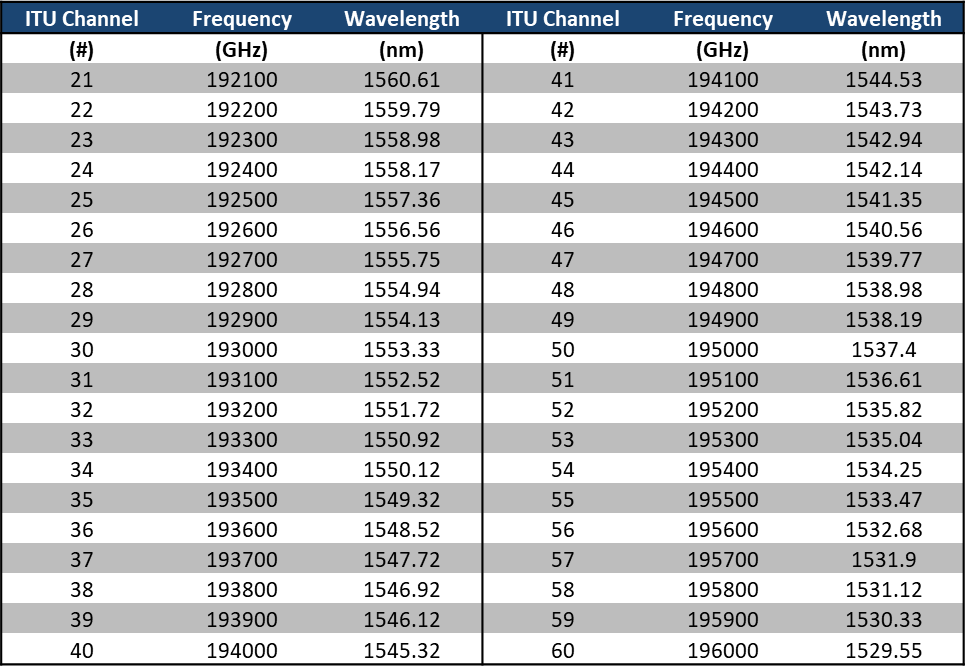 ITU Channel Frequency Wavelength ITU Channel Frequency Wavelength
(#) (GHz) (nm) (#) (GHz) (nm)
21 192100 1560.61 41 194100 1544.53
22 192200 1559.79 42 194200 1543.73
23 192300 1558.98 43 194300 1542.94
24 192400 1558.17 44 194400 1542.14
25 192500 1557.36 45 194500 1541.35
26 192600 1556.56 46 194600 1540.56
27 192700 1555.75 47 194700 1539.77
28 192800 1554.94 48 194800 1538.98
29 192900 1554.13 49 194900 1538.19
30 193000 1553.33 50 195000 1537.4
31 193100 1552.52 51 195100 1536.61
32 193200 1551.72 52 195200 1535.82
33 193300 1550.92 53 195300 1535.04
34 193400 1550.12 54 195400 1534.25
35 193500 1549.32 55 195500 1533.47
36 193600 1548.52 56 195600 1532.68
37 193700 1547.72 57 195700 1531.9
38 193800 1546.92 58 195800 1531.12
39 193900 1546.12 59 195900 1530.33
40 194000 1545.32 60 196000 1529.55